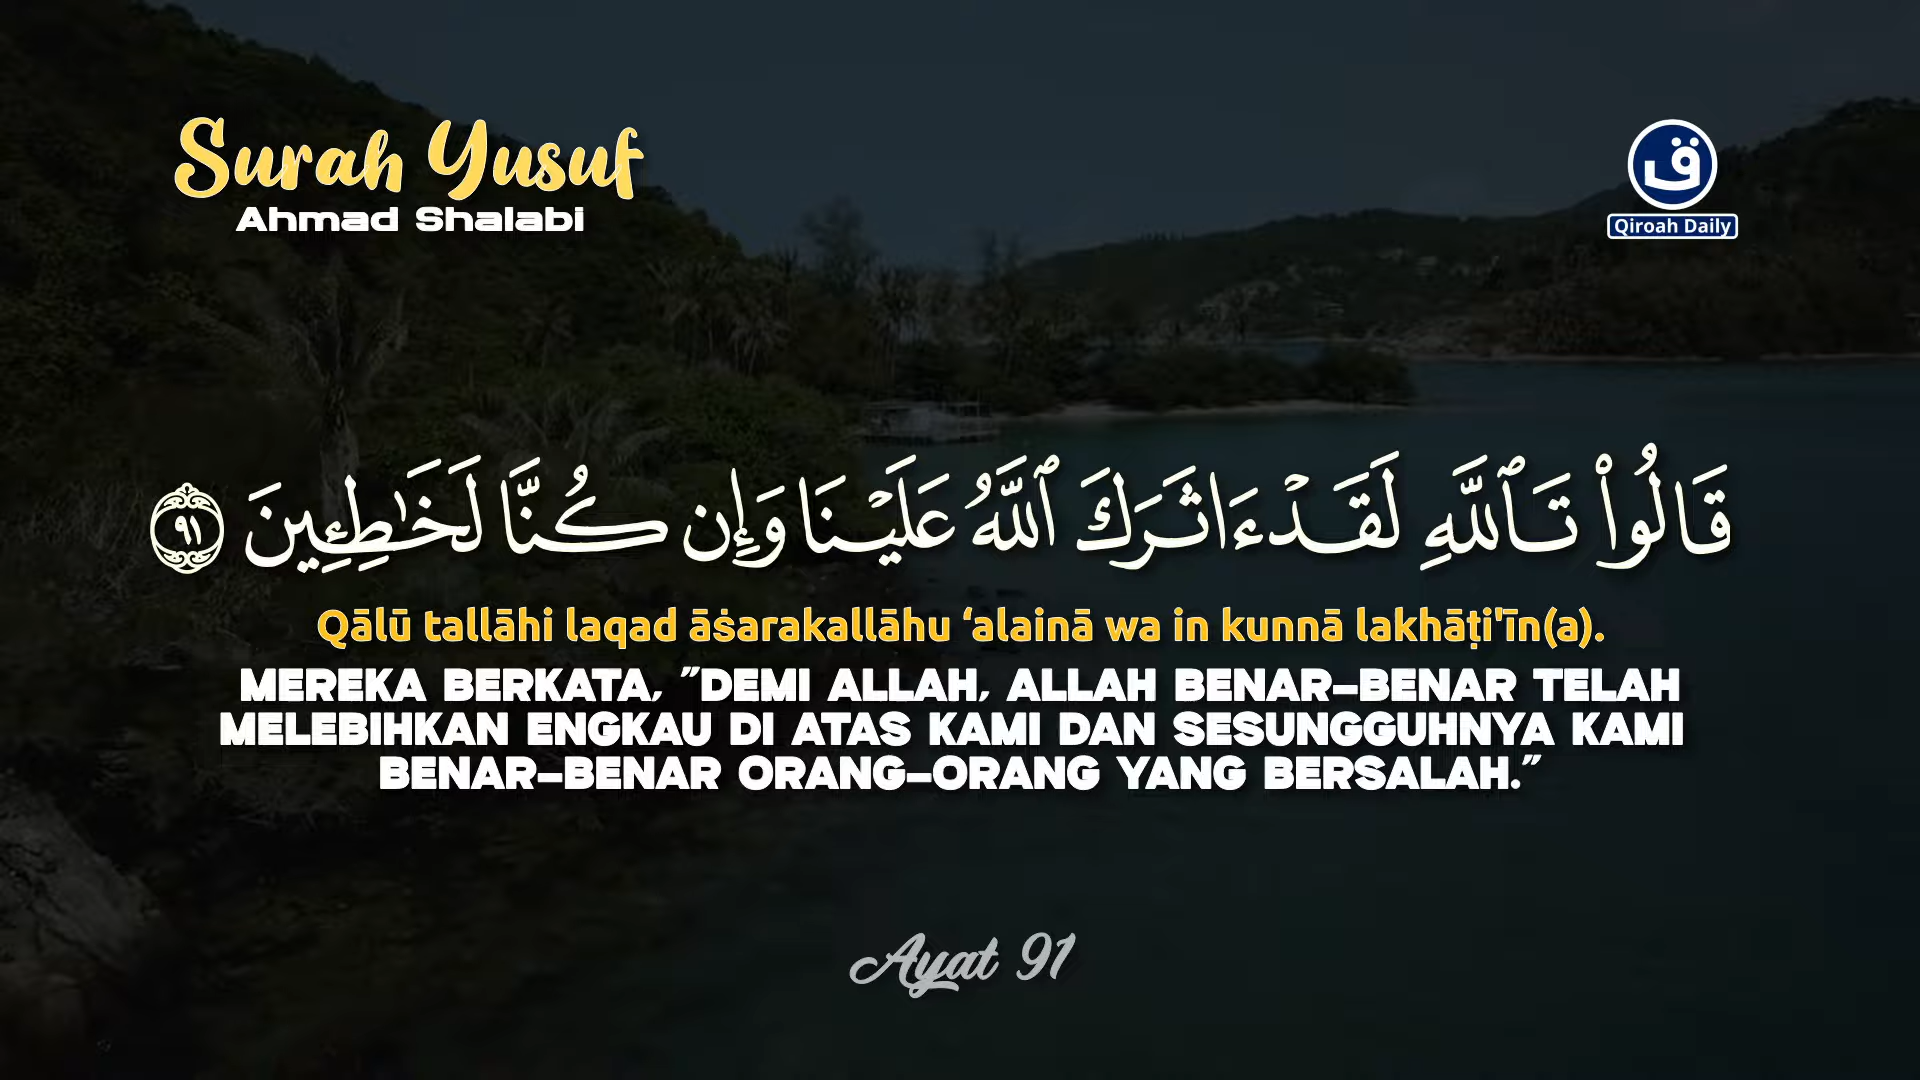 Surah Yusuf
Ahmad Shalabi
ق
Qiroah Daily
قَالُوا۟ تَٱللَّهِ لَقَدْ ءَاثَرَكَ ٱللَّهُ عَلَيْنَا وَإِن كُنَّا لَخَـٰطِـِٔينَ ٩١
Qālū tallāhi laqad āṡarakallāhu ‘alainā wa in kunnā lakhāṭi'īn(a).
MEREKA BERKATA, "DEMI ALLAH, ALLAH BENAR-BENAR TELAH
MELEBIHKAN ENGKAU DI ATAS KAMI DAN SESUNGGUHNYA KAMI
BENAR-BENAR ORANG-ORANG YANG BERSALAH."
Ayat 91